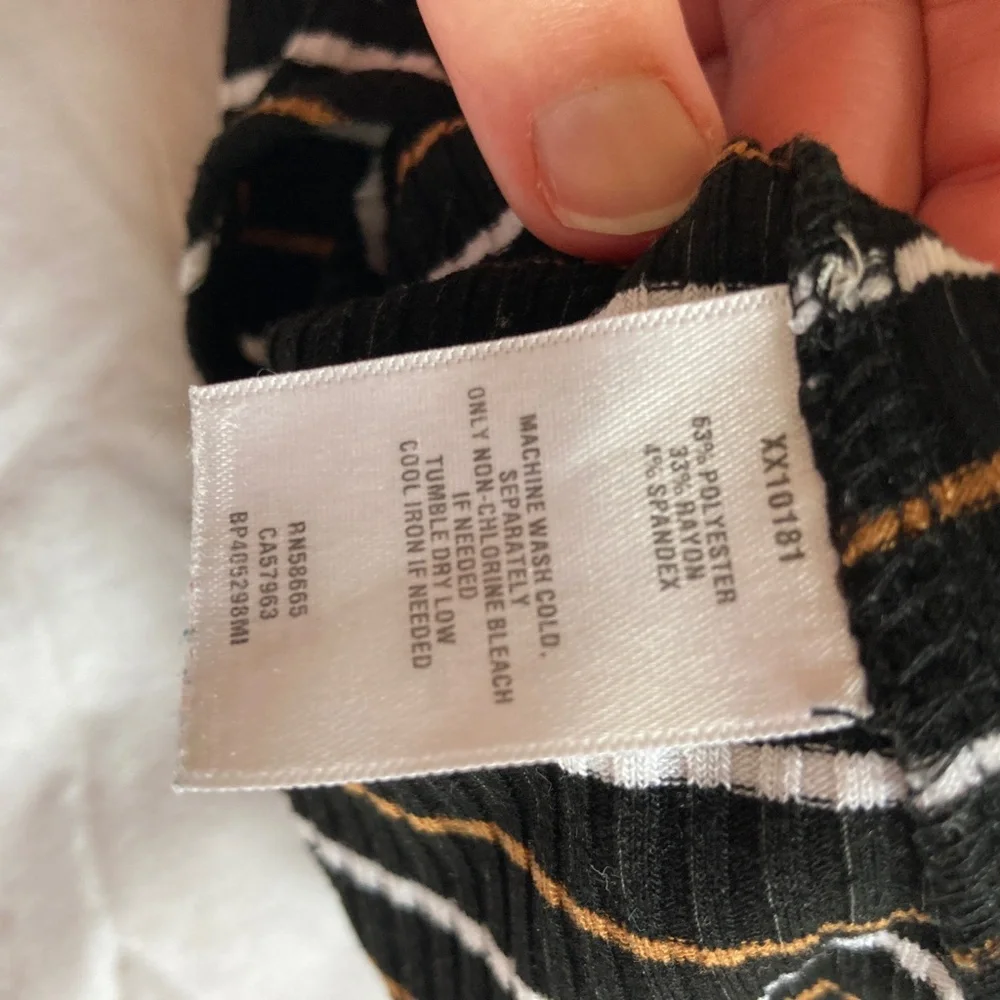 XX10181
63% POLYESTER
33% RAYON
4% SPANDEX
MACHINE WASH COLD,
SEPARATELY
ONLY NON-CHLORINE BLEACH
IF NEEDED
TUMBLE DRY LOW
COOL IRON IF NEEDED
RN58665
CA57963
BP405298MI